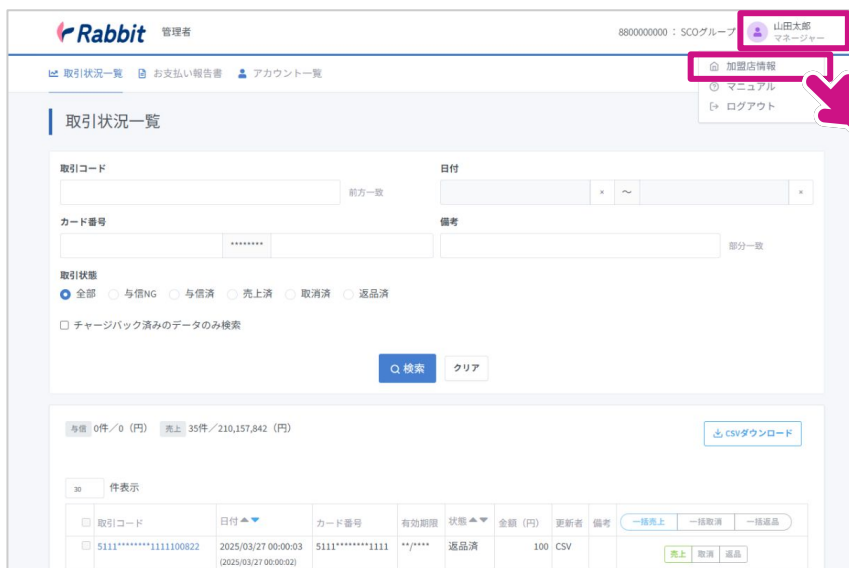 Rabbit 管理者 8800000000 : SCOグループ 山田太郎
マネージャー
取引状況一覧 お支払い報告書 アカウント一覧 加盟店情報
マニュアル
ログアウト
取引状況一覧
取引コード 日付
前方一致 × ～ ×
カード番号 備考
******** 部分一致
取引状態
全部 与信NG 与信済 売上済 取消済 返品済
チャージバック済みのデータのみ検索
検索 クリア
与信 0件／0（円） 売上 35件／210,157,842（円） CSVダウンロード
30 件表示
取引コード 日付 カード番号 有効期限 状態 金額（円） 更新者 備考 一括売上 一括取消 一括返品
5111********1111100822 2025/03/27 00:00:03 5111********1111 **/**** 返品済 100 CSV 売上 取消 返品
(2025/03/27 00:00:02)